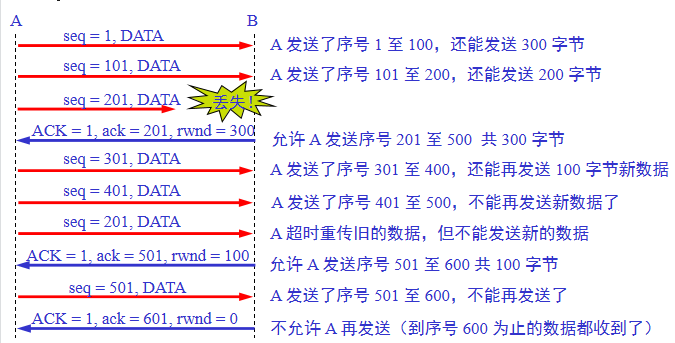 A B
seq = 1, DATA A 发送了序号 1 至 100，还能发送 300 字节
seq = 101, DATA A 发送了序号 101 至 200，还能发送 200 字节
seq = 201, DATA 丢失！
ACK = 1, ack = 201, rwnd = 300 允许 A 发送序号 201 至 500 共 300 字节
seq = 301, DATA A 发送了序号 301 至 400，还能再发送 100 字节新数据
seq = 401, DATA A 发送了序号 401 至 500，不能再发送新数据了
seq = 201, DATA A 超时重传旧的数据，但不能发送新的数据
ACK = 1, ack = 501, rwnd = 100 允许 A 发送序号 501 至 600 共 100 字节
seq = 501, DATA A 发送了序号 501 至 600，不能再发送了
ACK = 1, ack = 601, rwnd = 0 不允许 A 再发送（到序号 600 为止的数据都收到了）